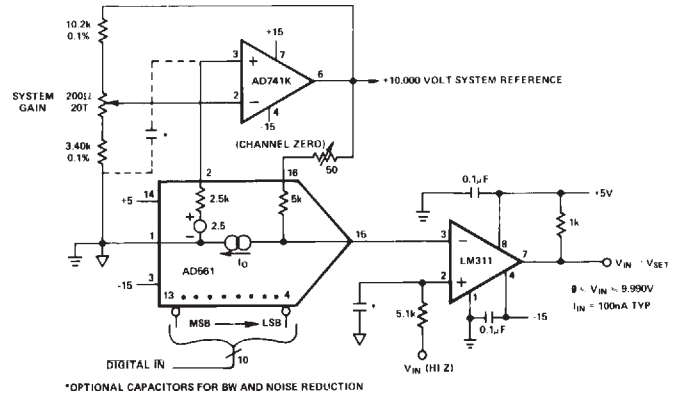 10.2k
0.1%
+15
3
7
+
AD741K
6
+10.000 VOLT SYSTEM REFERENCE
SYSTEM
GAIN
200Ω
20T
2
−
4
-15
3.40k
0.1%
*
(CHANNEL ZERO)
50
2
16
14
+5
2.5k
5k
+
2.5
−
1
IO
15
AD561
3
-15
13
4
MSB
LSB
10
DIGITAL IN
0.1µF
+5V
1k
3
−
8
LM311
7
VIN
VSET
2
+
1
4
*
5.1k
0.1µF
-15
VIN
9.990V
IIN = 100nA TYP
VIN (HI Z)
*OPTIONAL CAPACITORS FOR BW AND NOISE REDUCTION